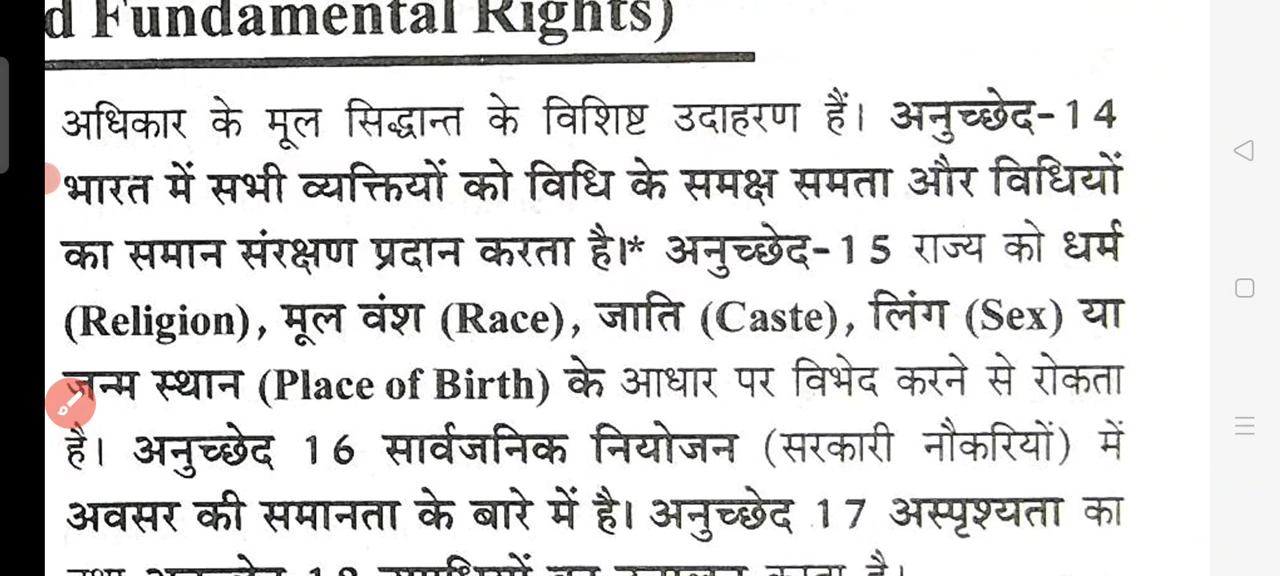 d Fundamental Rights)
अधिकार के मूल सिद्धान्त के विशिष्ट उदाहरण हैं। अनुच्छेद-14
भारत में सभी व्यक्तियों को विधि के समक्ष समता और विधियों
का समान संरक्षण प्रदान करता है।* अनुच्छेद-15 राज्य को धर्म
(Religion), मूल वंश (Race), जाति (Caste), लिंग (Sex) या
जन्म स्थान (Place of Birth) के आधार पर विभेद करने से रोकता
है। अनुच्छेद 16 सार्वजनिक नियोजन (सरकारी नौकरियों) में
अवसर की समानता के बारे में है। अनुच्छेद 17 अस्पृश्यता का
करता है।